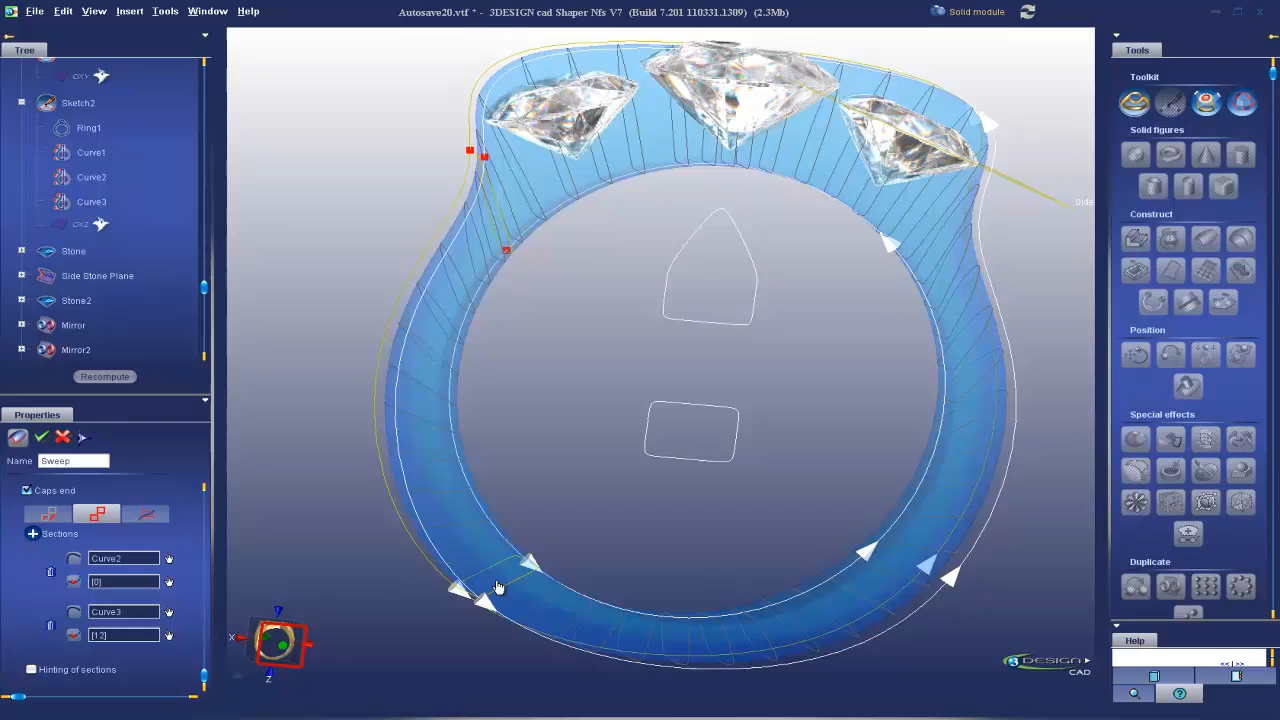 File Edit View Insert Tools Window Help
Autosave20.vtf * - 3DESIGN cad Shaper Nfs V7 (Build 7.201 110331.1309) (2.3Mb)
Solid module
Tree
OXY
Sketch2
Ring1
Curve1
Curve2
Curve3
OXZ
Stone
Side Stone Plane
Stone2
Mirror
Mirror2
Recompute
Properties
Name Sweep
Caps end
Sections
Curve2
[0]
Curve3
[12]
Hinting of sections
Side
X
Z
3DESIGN
CAD
Tools
Toolkit
Solid figures
Construct
Position
Special effects
Duplicate
Help
<< | >>